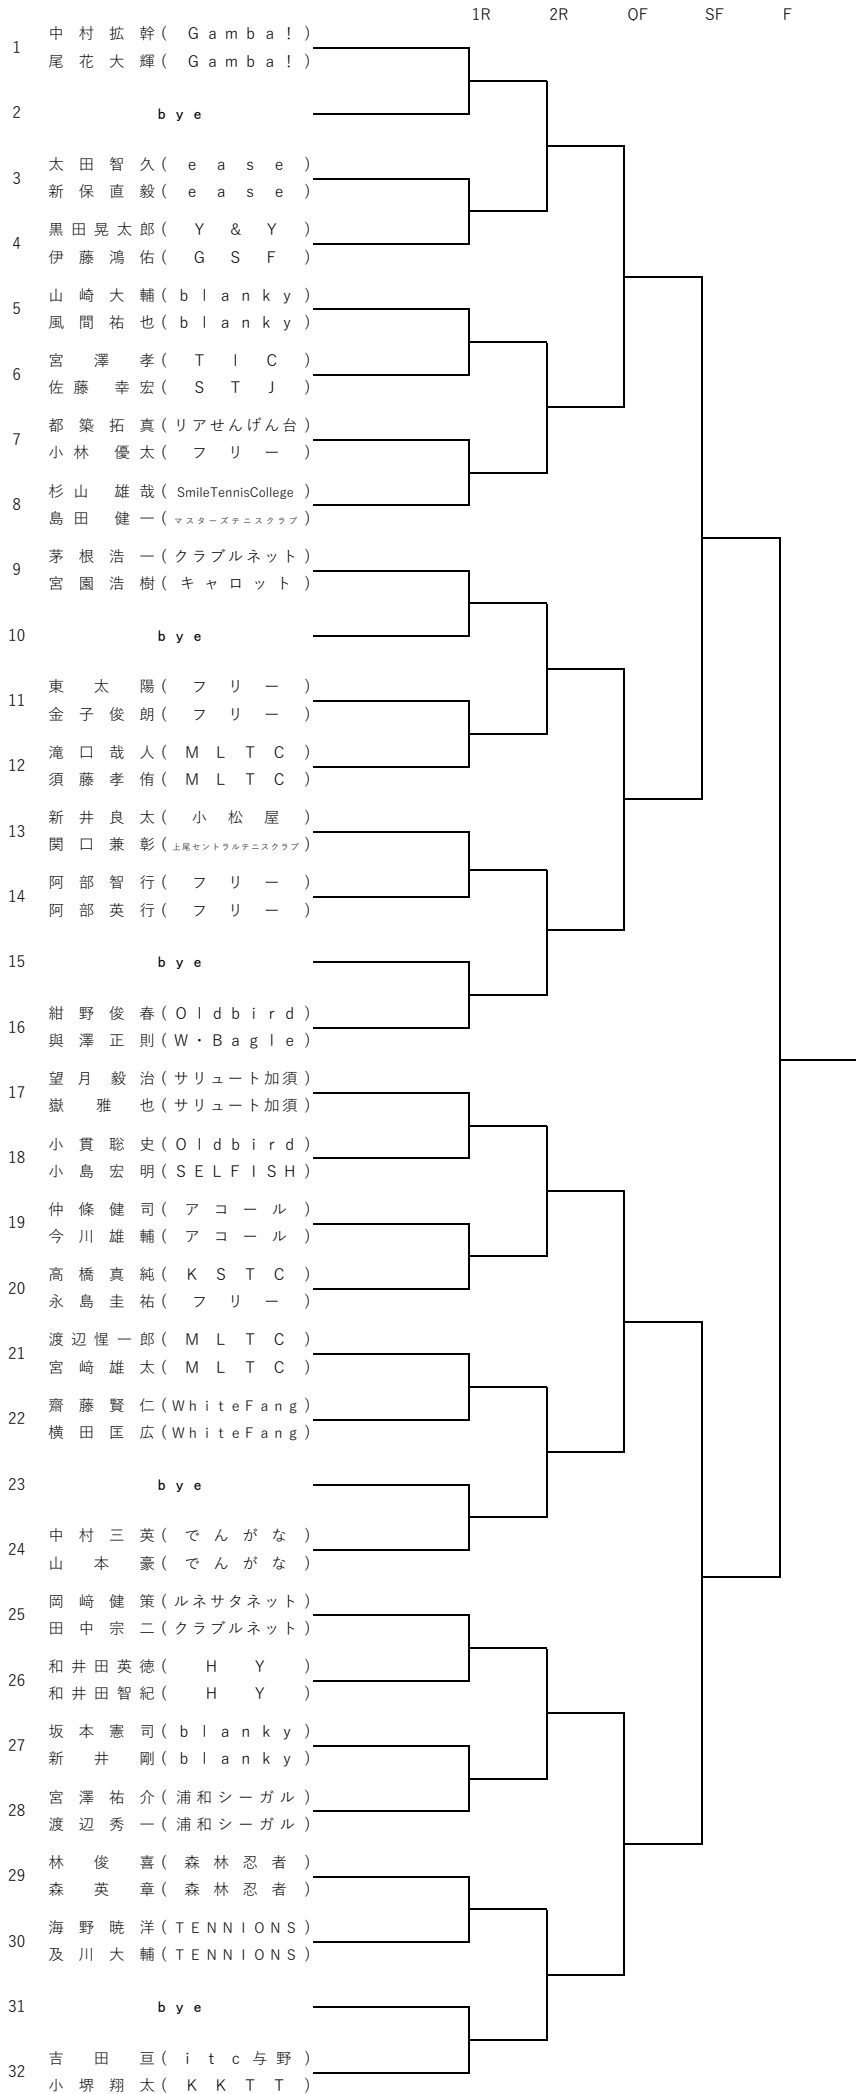 1R 2R QF SF F
1 中村拡幹(Gamba!)
尾花大輝(Gamba!)
2 bye
3 太田智久(ease)
新保直毅(ease)
4 黒田晃太郎(Y&Y)
伊藤鴻佑(GSF)
5 山崎大輔(blanky)
風間祐也(blanky)
6 宮澤孝(TIC)
佐藤幸宏(STJ)
7 都築拓真(リアせんげん台)
小林優太(フリー)
8 杉山雄哉(SmileTennisCollege)
島田健一(マスターズテニスクラブ)
9 茅根浩一(クラブルネット)
宮園浩樹(キャロット)
10 bye
11 東太陽(フリー)
金子俊朗(フリー)
12 滝口哉人(MLTC)
須藤孝侑(MLTC)
13 新井良太(小松屋)
関口兼彰(上尾セントラルテニスクラブ)
14 阿部智行(フリー)
阿部英行(フリー)
15 bye
16 紺野俊春(Oldbird)
與澤正則(W・Bagle)
17 望月毅治(サリュート加須)
嶽雅也(サリュート加須)
18 小貫聡史(Oldbird)
小島宏明(SELFISH)
19 仲條健司(アコール)
今川雄輔(アコール)
20 高橋真純(KSTC)
永島圭祐(フリー)
21 渡辺惺一郎(MLTC)
宮﨑雄太(MLTC)
22 齋藤賢仁(WhiteFang)
横田匡広(WhiteFang)
23 bye
24 中村三英(でんがな)
山本豪(でんがな)
25 岡﨑健策(ルネサタネット)
田中宗二(クラブルネット)
26 和井田英徳(HY)
和井田智紀(HY)
27 坂本憲司(blanky)
新井剛(blanky)
28 宮澤祐介(浦和シーガル)
渡辺秀一(浦和シーガル)
29 林俊喜(森林忍者)
森英章(森林忍者)
30 海野暁洋(TENNIONS)
及川大輔(TENNIONS)
31 bye
32 吉田亘(itc与野)
小堺翔太(KKTT)